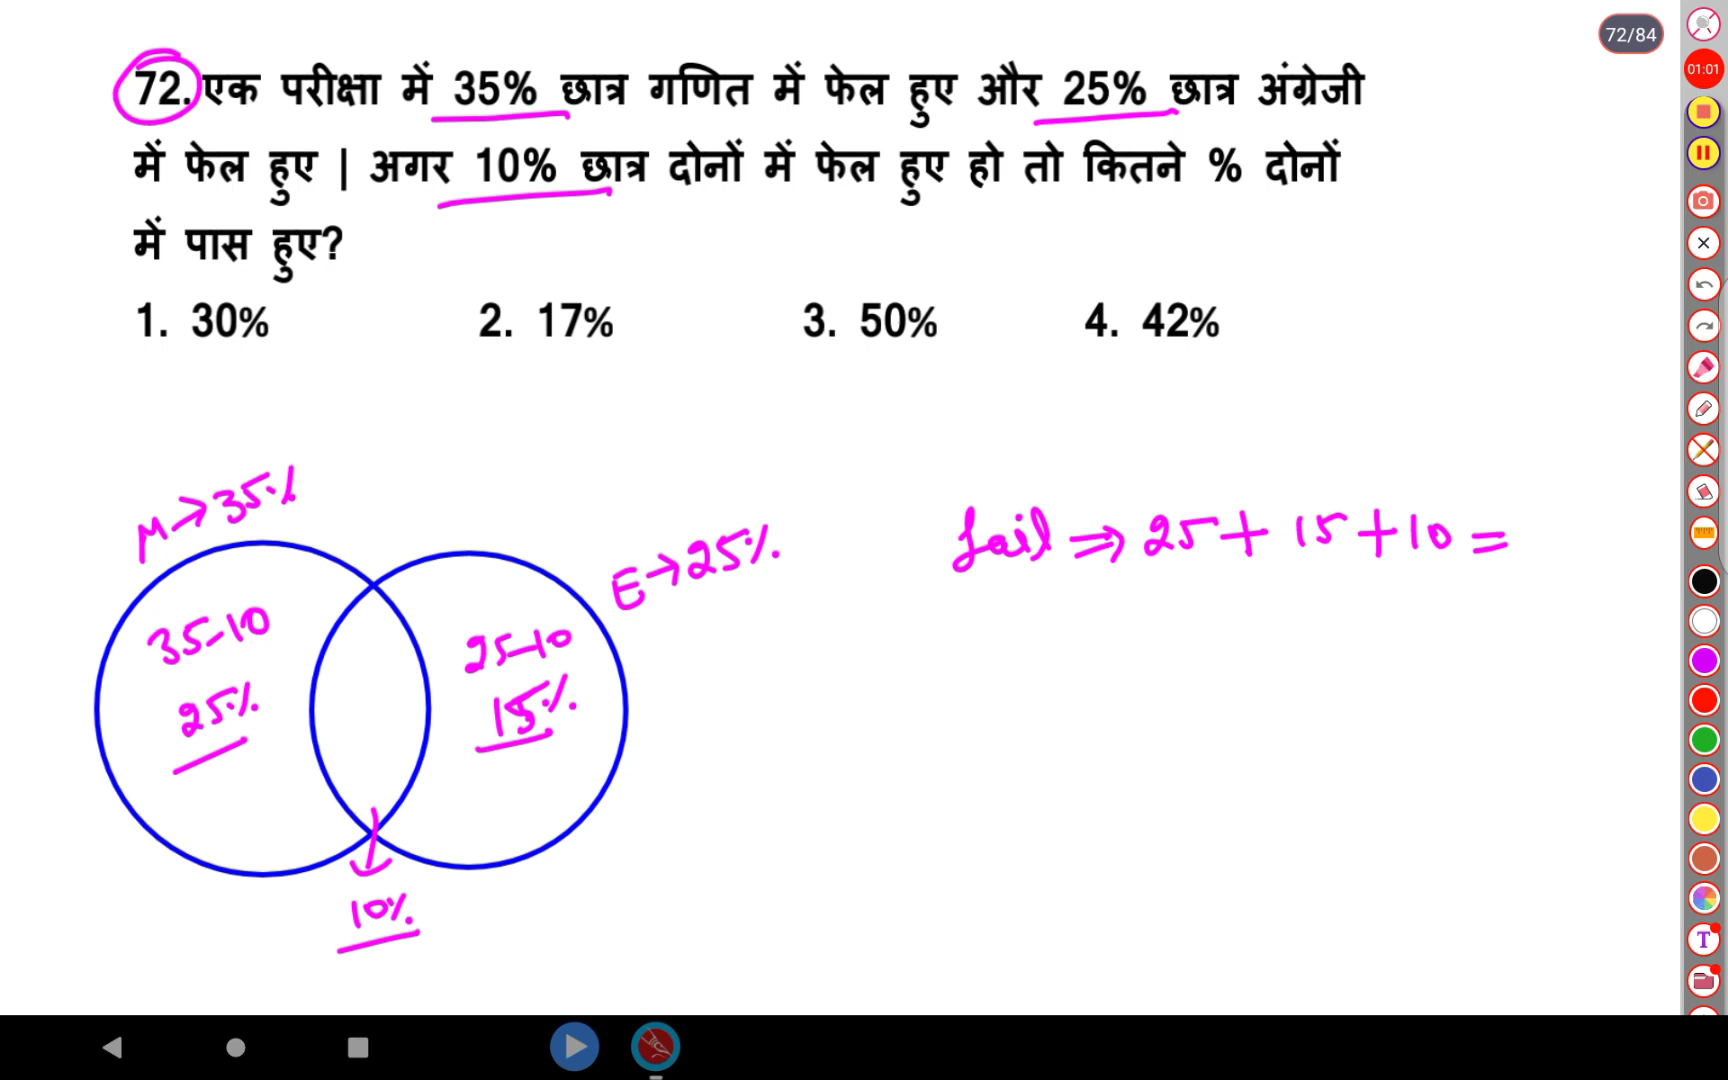 72/84
01:01
72. एक परीक्षा में 35% छात्र गणित में फेल हुए और 25% छात्र अंग्रेजी
में फेल हुए | अगर 10% छात्र दोनों में फेल हुए हो तो कितने % दोनों
में पास हुए?
1. 30% 2. 17% 3. 50% 4. 42%
M → 35%
E → 25%
fail ⇒ 25 + 15 + 10 =
35-10
25%
25-10
15%
10%
T